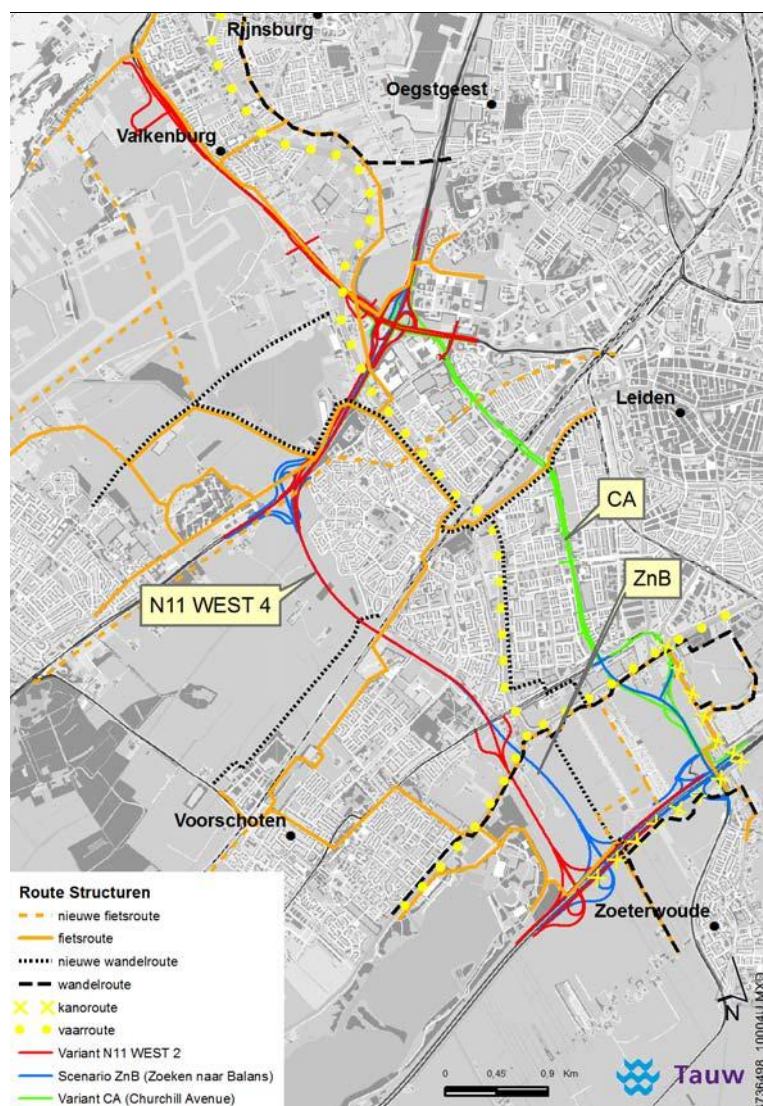 Rijnsburg
Oegstgeest
Valkenburg
Leiden
CA
ZnB
N11 WEST 4
Voorschoten
Zoeterwoude
Route Structuren
nieuwe fietsroute
fietsroute
nieuwe wandelroute
wandelroute
kanoroute
vaarroute
Variant N11 WEST 2
Scenario ZnB (Zoeken naar Balans)
Variant CA (Churchill Avenue)
0 0,45 0,9 Km
Tauw
N